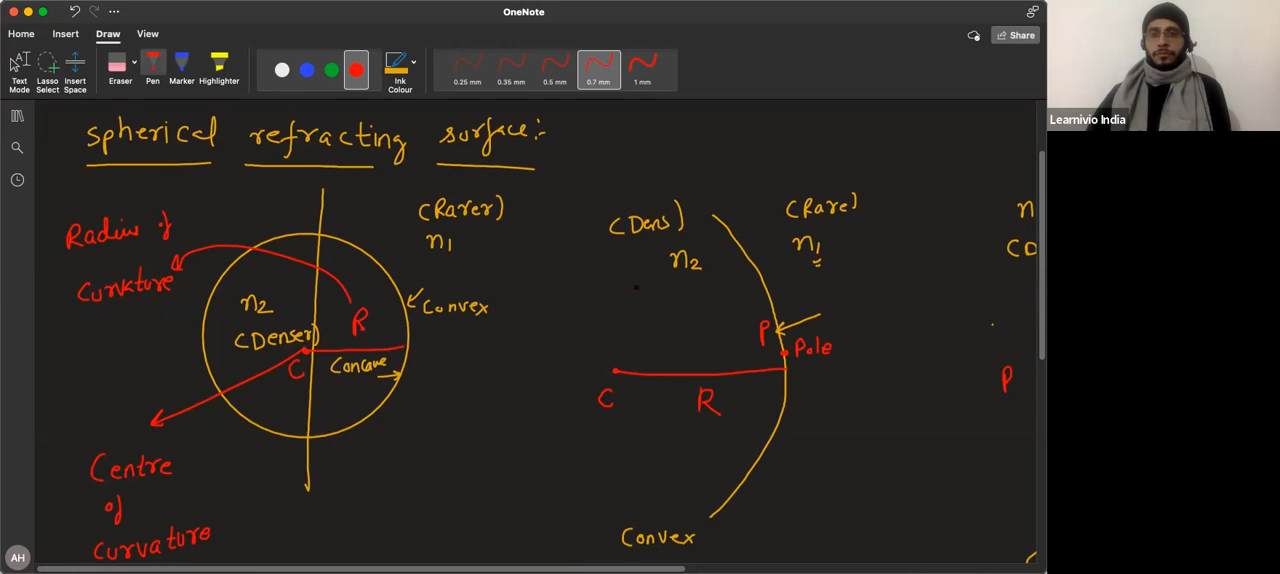 OneNote
Home Insert Draw View
Share
Text Mode
Lasso Select
Insert Space
Eraser
Pen
Marker
Highlighter
Ink Colour
0.25 mm
0.35 mm
0.5 mm
0.7 mm
1 mm
Learnivio India
spherical refracting surface:-
Radius of
Curvature
(Rarer)
n1
n2
(Denser)
R
C
Convex
Concave
Centre
of
curvature
(Dens)
n2
(Rare)
n1
P
Pole
C
R
Convex
n
CD
P
AH